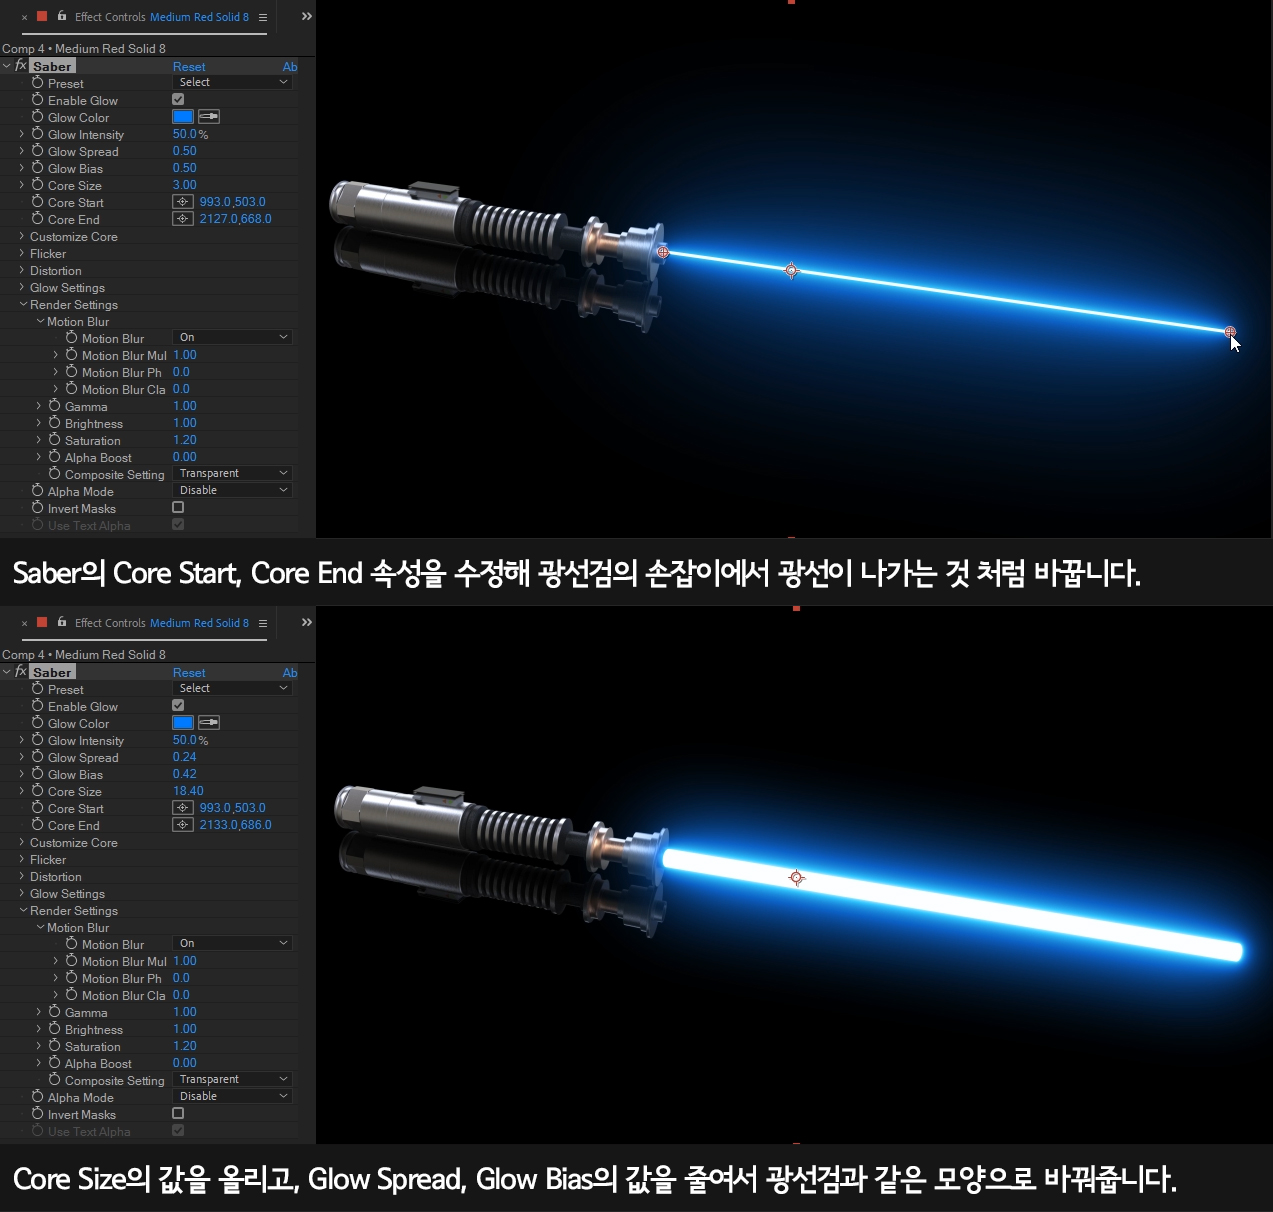 × Effect Controls Medium Red Solid 8 ≡ »
Comp 4 • Medium Red Solid 8
fx Saber Reset Ab
Preset Select
Enable Glow
Glow Color
Glow Intensity 50.0%
Glow Spread 0.50
Glow Bias 0.50
Core Size 3.00
Core Start 993.0,503.0
Core End 2127.0,668.0
Customize Core
Flicker
Distortion
Glow Settings
Render Settings
Motion Blur
Motion Blur On
Motion Blur Mul 1.00
Motion Blur Ph 0.0
Motion Blur Cla 0.0
Gamma 1.00
Brightness 1.00
Saturation 1.20
Alpha Boost 0.00
Composite Setting Transparent
Alpha Mode Disable
Invert Masks
Use Text Alpha
Saber의 Core Start, Core End 속성을 수정해 광선검의 손잡이에서 광선이 나가는 것 처럼 바꿉니다.
× Effect Controls Medium Red Solid 8 ≡ »
Comp 4 • Medium Red Solid 8
fx Saber Reset Ab
Preset Select
Enable Glow
Glow Color
Glow Intensity 50.0%
Glow Spread 0.24
Glow Bias 0.42
Core Size 18.40
Core Start 993.0,503.0
Core End 2133.0,686.0
Customize Core
Flicker
Distortion
Glow Settings
Render Settings
Motion Blur
Motion Blur On
Motion Blur Mul 1.00
Motion Blur Ph 0.0
Motion Blur Cla 0.0
Gamma 1.00
Brightness 1.00
Saturation 1.20
Alpha Boost 0.00
Composite Setting Transparent
Alpha Mode Disable
Invert Masks
Use Text Alpha
Core Size의 값을 올리고, Glow Spread, Glow Bias의 값을 줄여서 광선검과 같은 모양으로 바꿔줍니다.